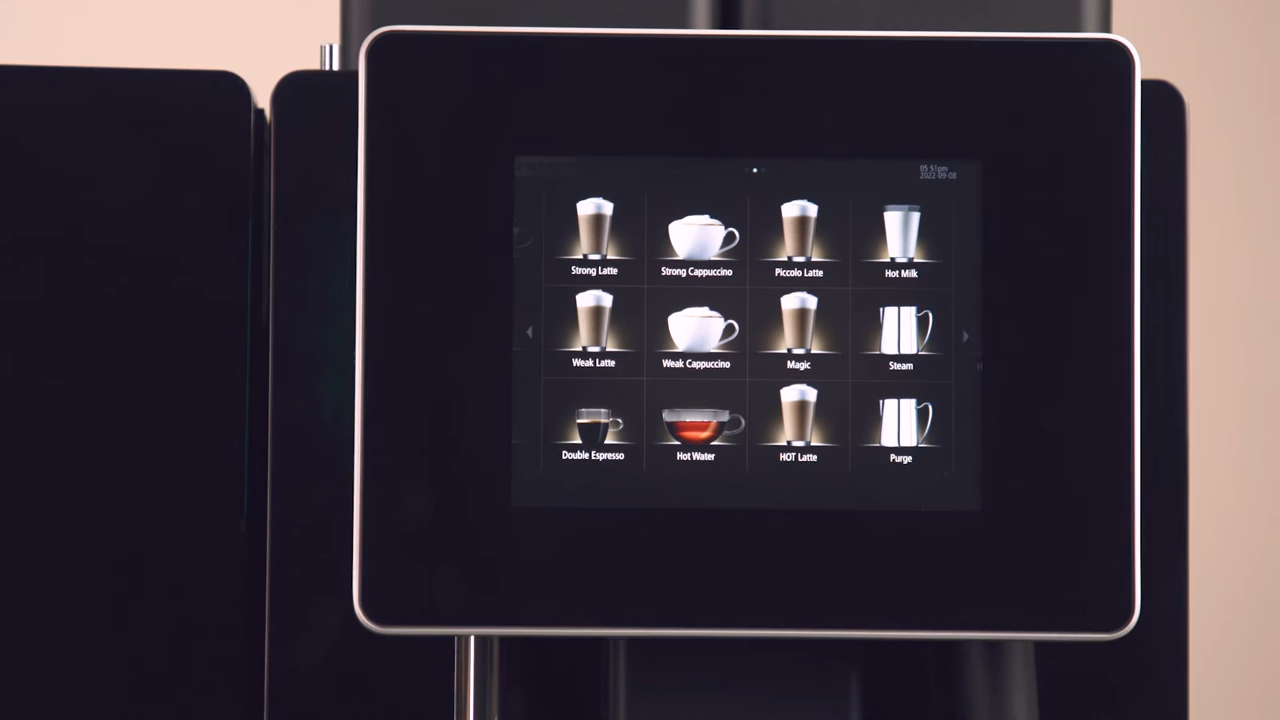 05 51pm
2022-09-08
Strong Latte
Strong Cappuccino
Piccolo Latte
Hot Milk
Weak Latte
Weak Cappuccino
Magic
Steam
Double Espresso
Hot Water
HOT Latte
Purge